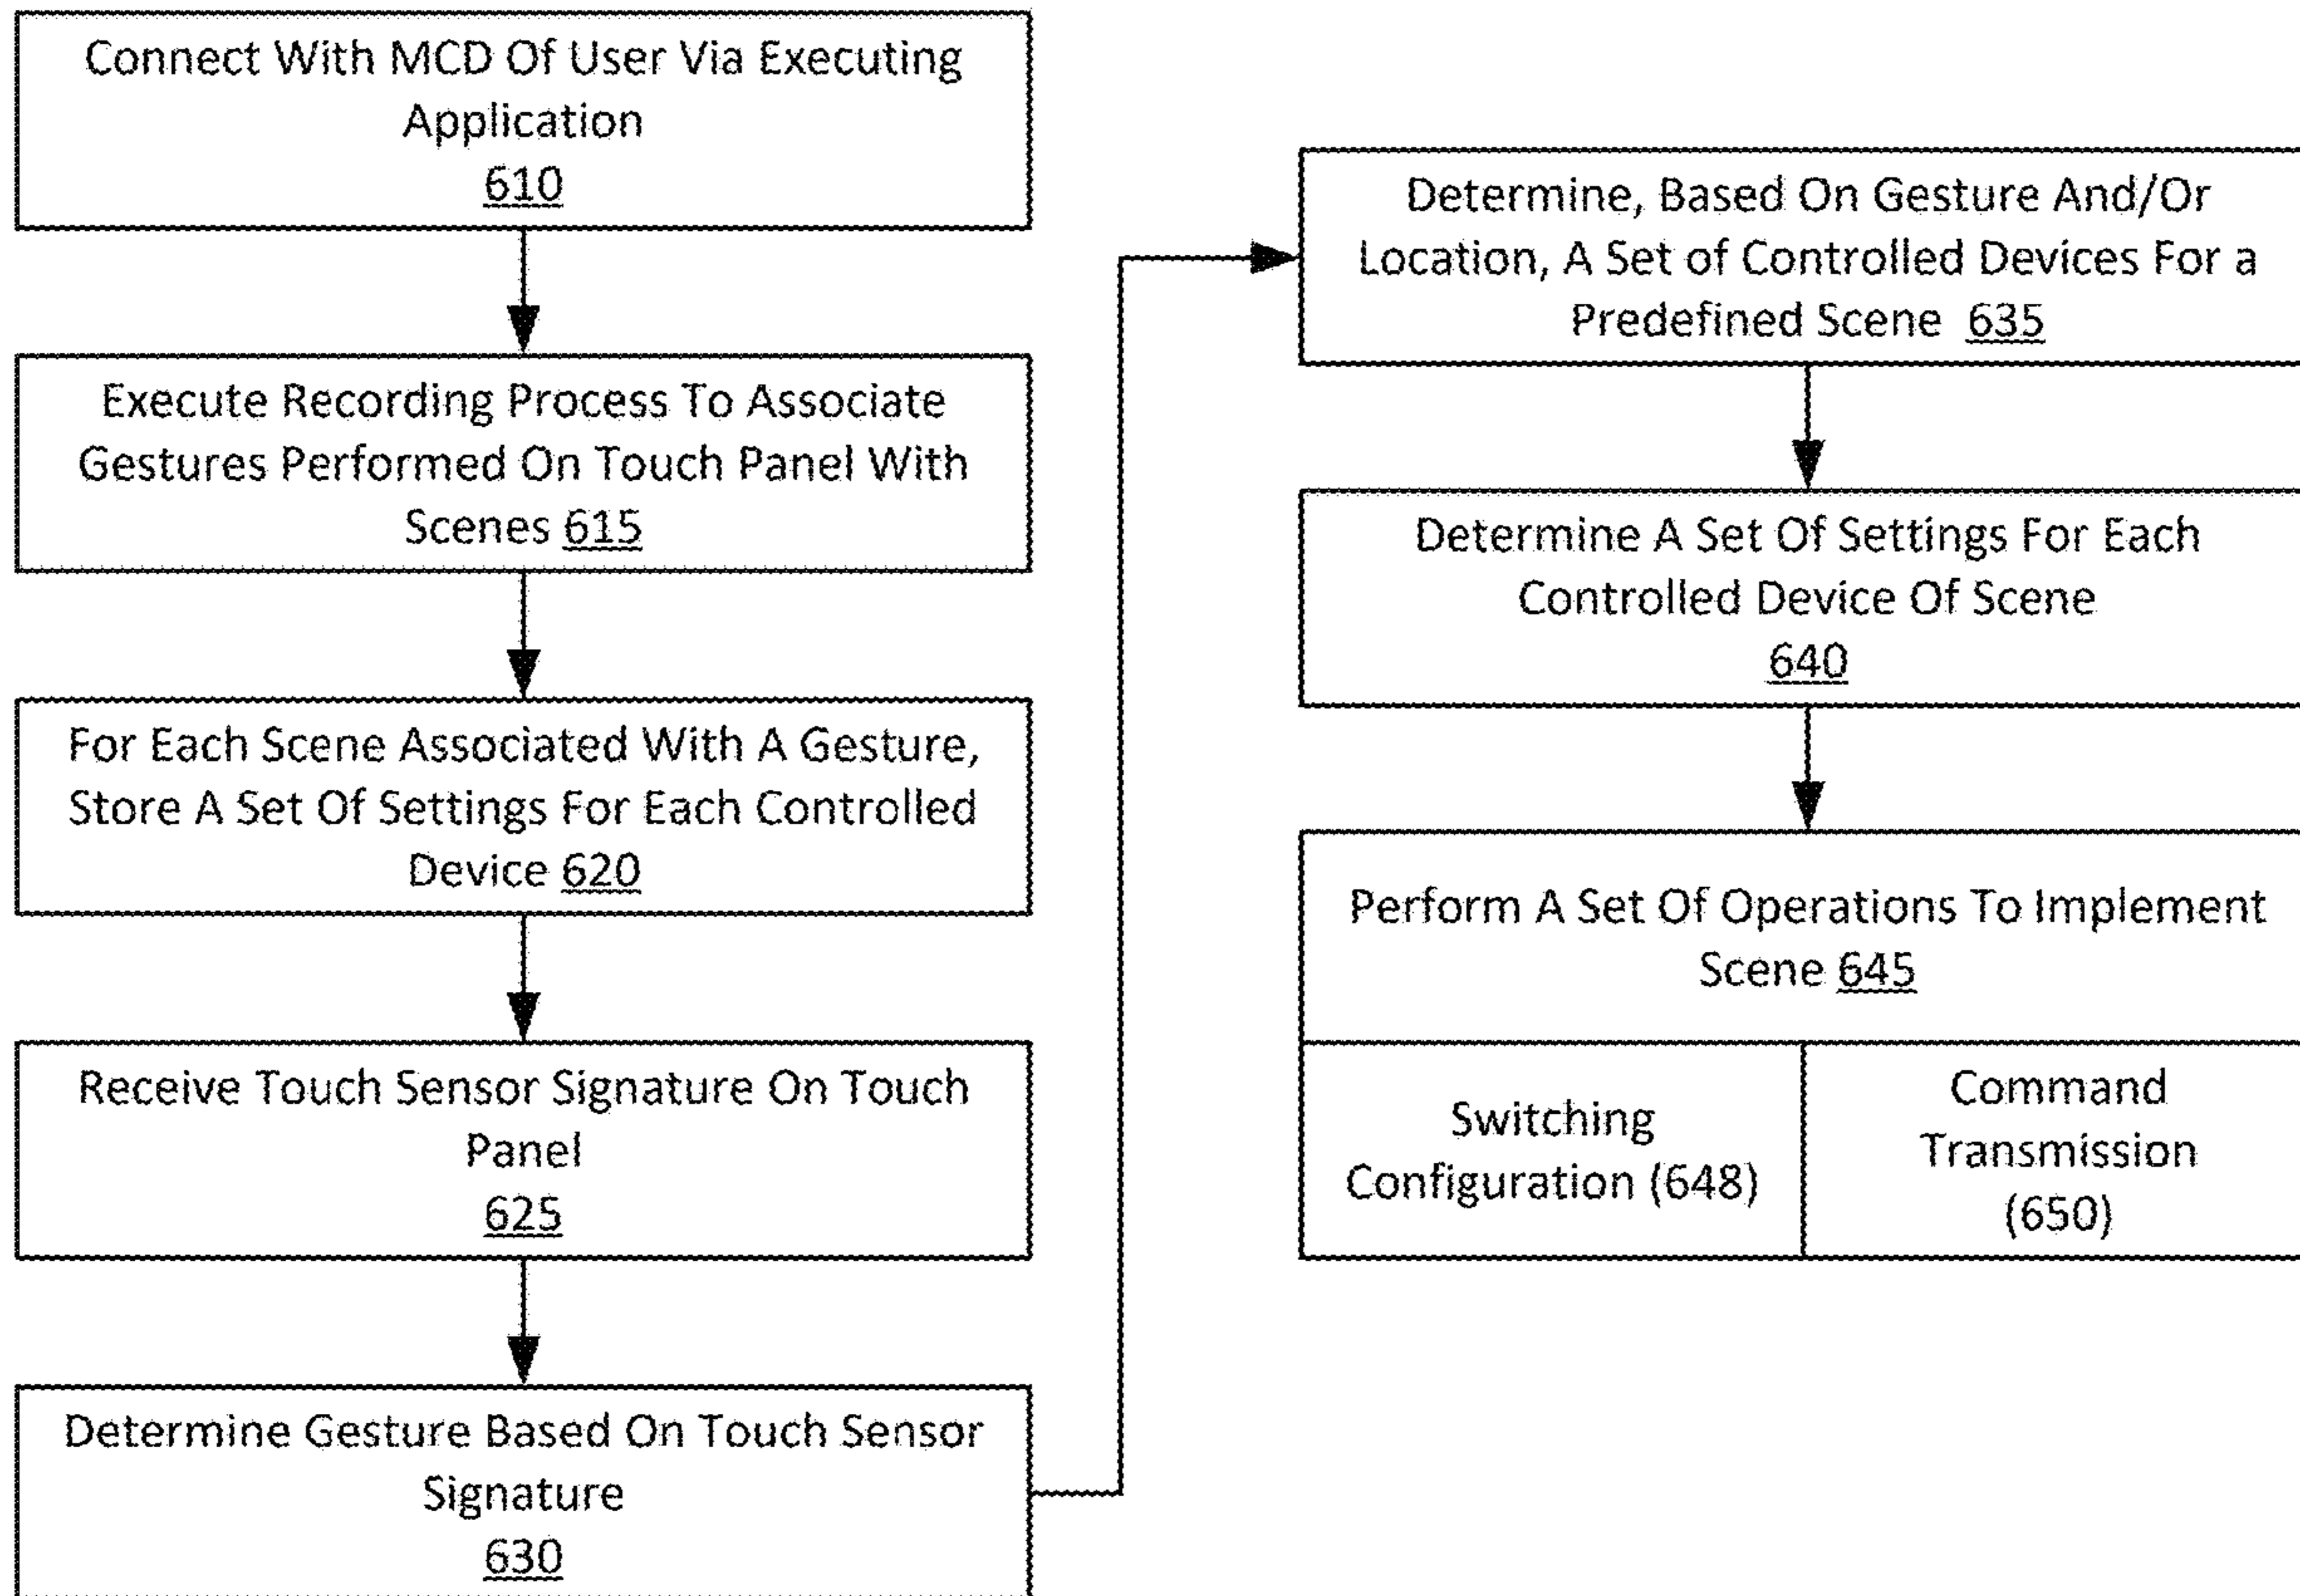 Connect With MCD Of User Via Executing
Application
610
Execute Recording Process To Associate
Gestures Performed On Touch Panel With
Scenes 615
For Each Scene Associated With A Gesture,
Store A Set Of Settings For Each Controlled
Device 620
Receive Touch Sensor Signature On Touch
Panel
625
Determine Gesture Based On Touch Sensor
Signature
630
Determine, Based On Gesture And/Or
Location, A Set of Controlled Devices For a
Predefined Scene 635
Determine A Set Of Settings For Each
Controlled Device Of Scene
640
Perform A Set Of Operations To Implement
Scene 645
Switching
Configuration (648)
Command
Transmission
(650)